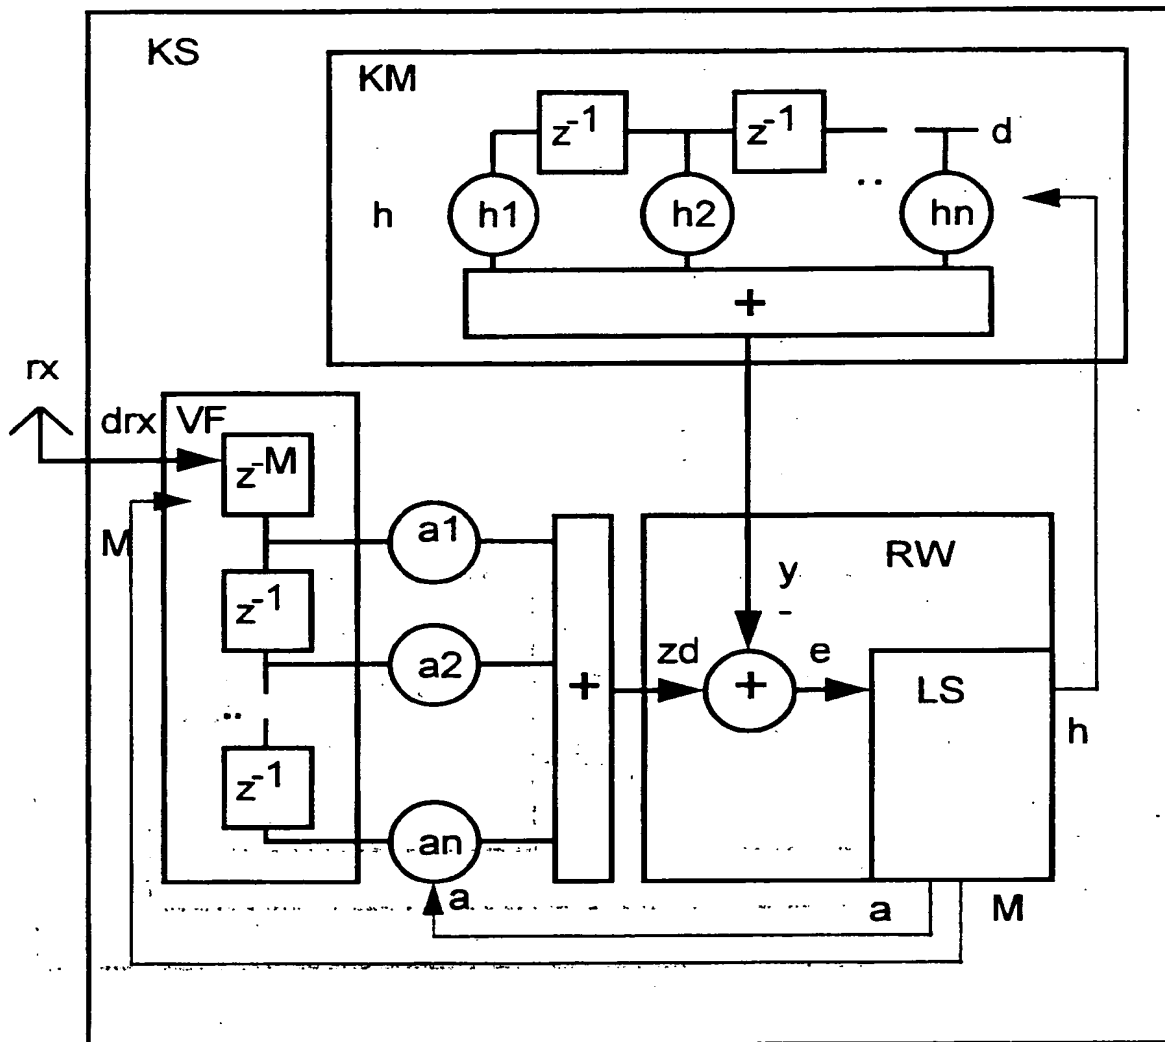 KS
KM
z-1
z-1
d
..
h
h1
h2
hn
+
rx
drx
VF
z-M
M
a1
RW
y
-
z-1
a2
+
zd
+
e
LS
..
h
z-1
an
a
a
M